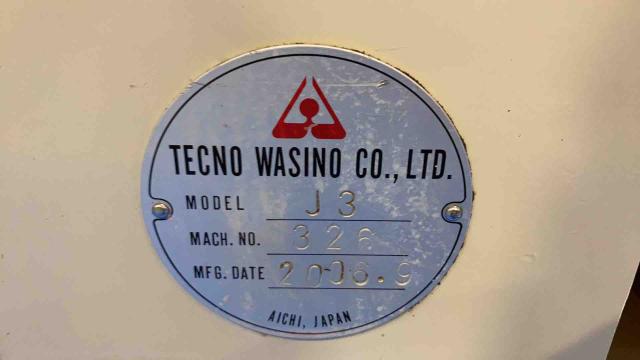 TECNO WASINO CO., LTD.
MODEL J3
MACH. NO. 326
MFG. DATE 2006.9
AICHI, JAPAN